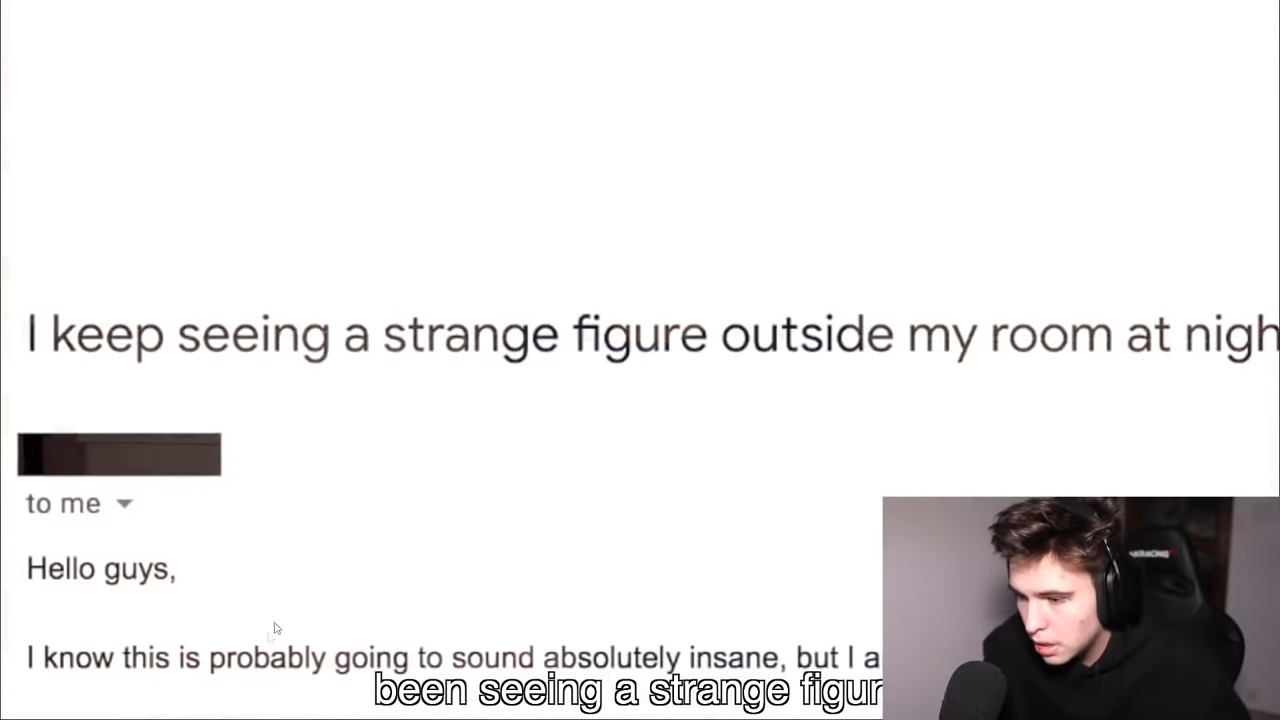 I keep seeing a strange figure outside my room at nigh
to me
Hello guys,
I know this is probably going to sound absolutely insane, but I a
been seeing a strange figur